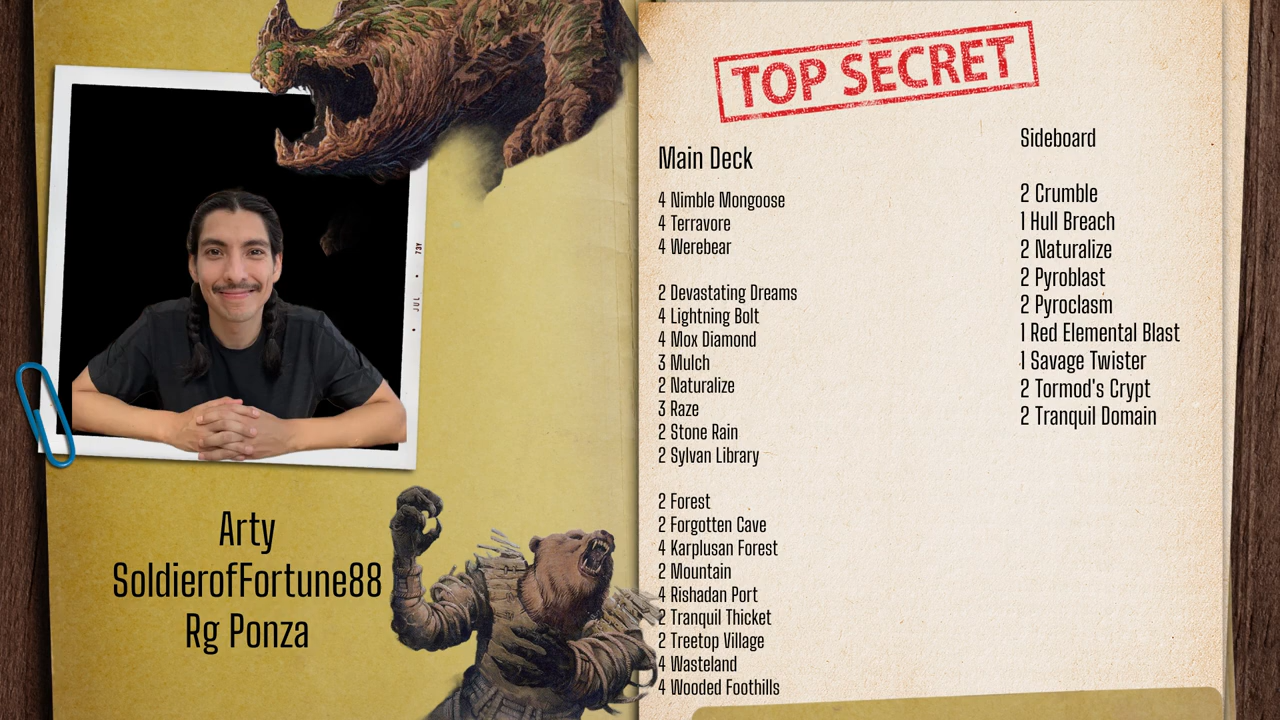 TOP SECRET
Main Deck
4 Nimble Mongoose
4 Terravore
4 Werebear
2 Devastating Dreams
4 Lightning Bolt
4 Mox Diamond
3 Mulch
2 Naturalize
3 Raze
2 Stone Rain
2 Sylvan Library
2 Forest
2 Forgotten Cave
4 Karplusan Forest
2 Mountain
4 Rishadan Port
2 Tranquil Thicket
2 Treetop Village
4 Wasteland
4 Wooded Foothills
Sideboard
2 Crumble
1 Hull Breach
2 Naturalize
2 Pyroblast
2 Pyroclasm
1 Red Elemental Blast
1 Savage Twister
2 Tormod's Crypt
2 Tranquil Domain
JUL • 73Y
Arty
SoldierofFortune88
Rg Ponza